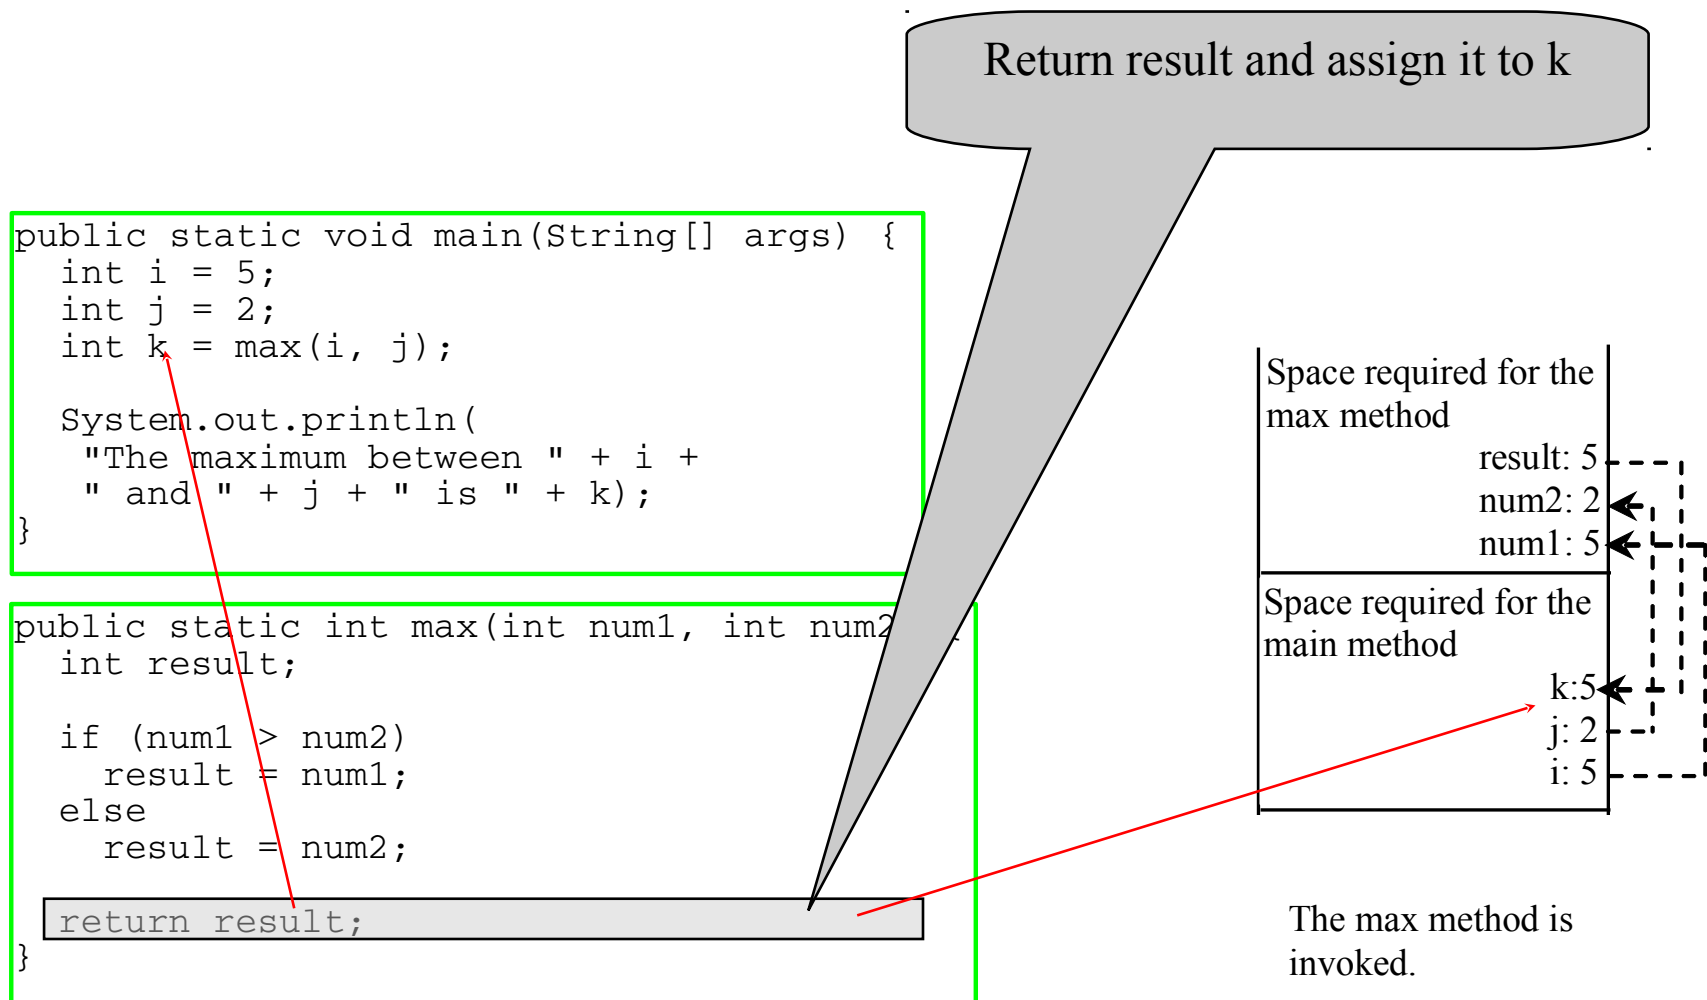 Return result and assign it to k
public static void main(String[] args) {
int i = 5;
int j = 2;
int k = max(i, j);
System.out.println(
"The maximum between " + i +
" and " + j + " is " + k);
}
public static int max(int num1, int num2 {
int result;
if (num1 > num2)
result = num1;
else
result = num2;
return result;
}
Space required for the
max method
result: 5
num2: 2
num1: 5
Space required for the
main method
k:5
j: 2
i: 5
The max method is
invoked.